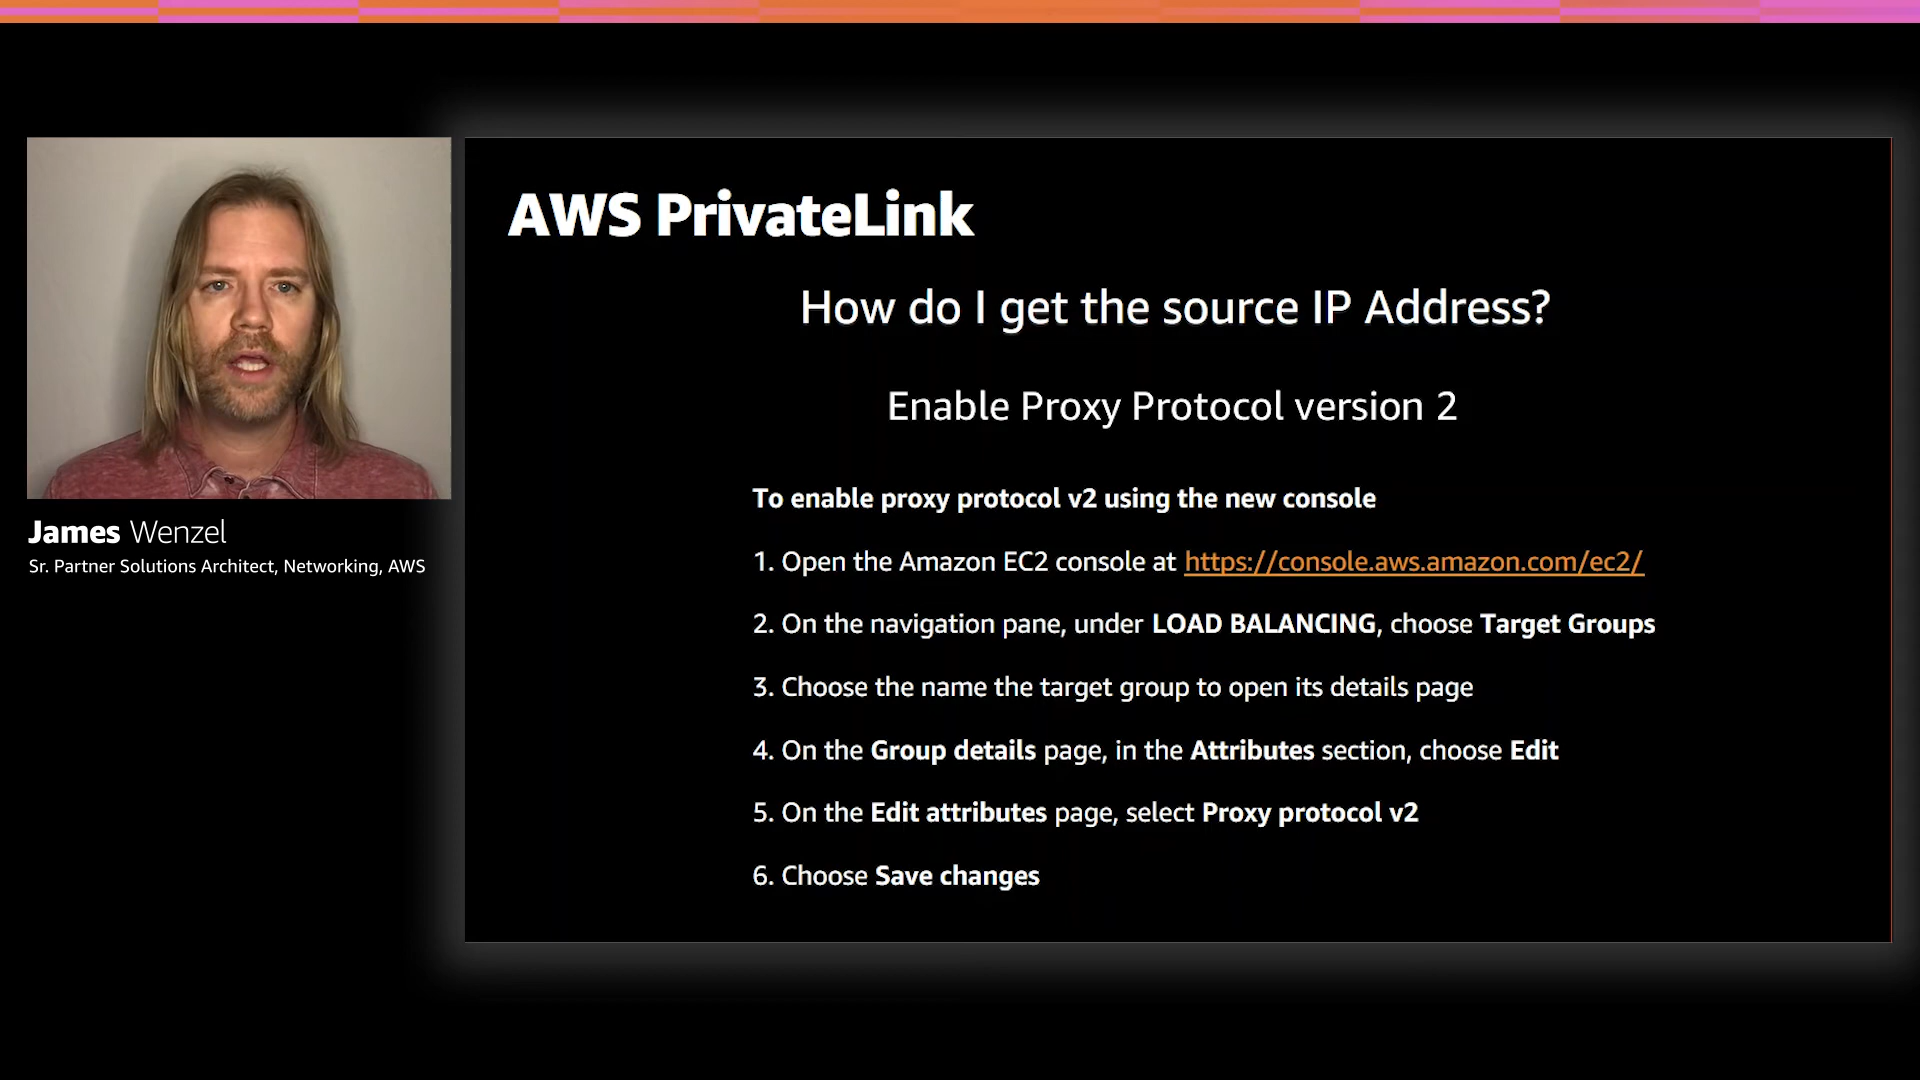 AWS PrivateLink
How do I get the source IP Address?
Enable Proxy Protocol version 2
To enable proxy protocol v2 using the new console
1. Open the Amazon EC2 console at https://console.aws.amazon.com/ec2/
2. On the navigation pane, under LOAD BALANCING, choose Target Groups
3. Choose the name the target group to open its details page
4. On the Group details page, in the Attributes section, choose Edit
5. On the Edit attributes page, select Proxy protocol v2
6. Choose Save changes
James Wenzel
Sr. Partner Solutions Architect, Networking, AWS